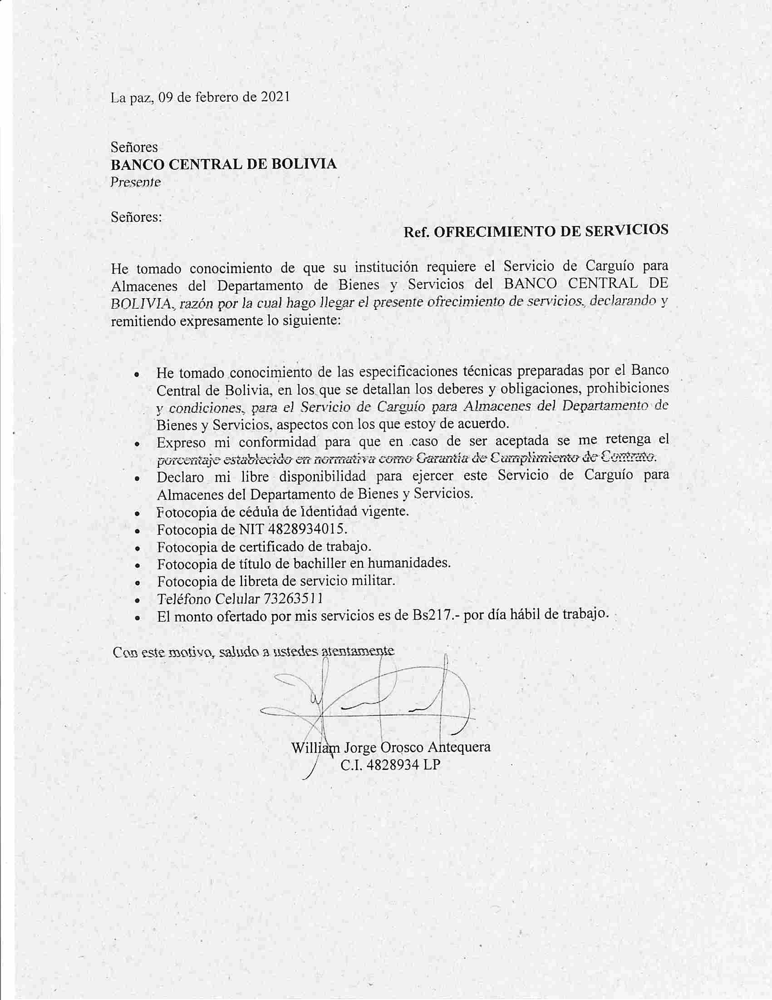 La paz, 09 de febrero de 2021
Señores
BANCO CENTRAL DE BOLIVIA
Presente
Señores:
Ref. OFRECIMIENTO DE SERVICIOS
He tomado conocimiento de que su institución requiere el Servicio de Carguío para
Almacenes del Departamento de Bienes y Servicios del BANCO CENTRAL DE
BOLIVIA, razón por la cual hago llegar el presente ofrecimiento de servicios, declarando y
remitiendo expresamente lo siguiente:
• He tomado conocimiento de las especificaciones técnicas preparadas por el Banco
Central de Bolivia, en los que se detallan los deberes y obligaciones, prohibiciones
y condiciones, para el Servicio de Carguío para Almacenes del Departamento de
Bienes y Servicios, aspectos con los que estoy de acuerdo.
• Expreso mi conformidad para que en caso de ser aceptada se me retenga el
porcentaje establecido en normativa como Garantía de Cumplimiento de Contrato.
• Declaro mi libre disponibilidad para ejercer este Servicio de Carguío para
Almacenes del Departamento de Bienes y Servicios.
• Fotocopia de cédula de Identidad vigente.
• Fotocopia de NIT 4828934015.
• Fotocopia de certificado de trabajo.
• Fotocopia de título de bachiller en humanidades.
• Fotocopia de libreta de servicio militar.
• Teléfono Celular 73263511
• El monto ofertado por mis servicios es de Bs217.- por día hábil de trabajo.
Con este motivo, saludo a ustedes atentamente
William Jorge Orosco Antequera
C.I. 4828934 LP